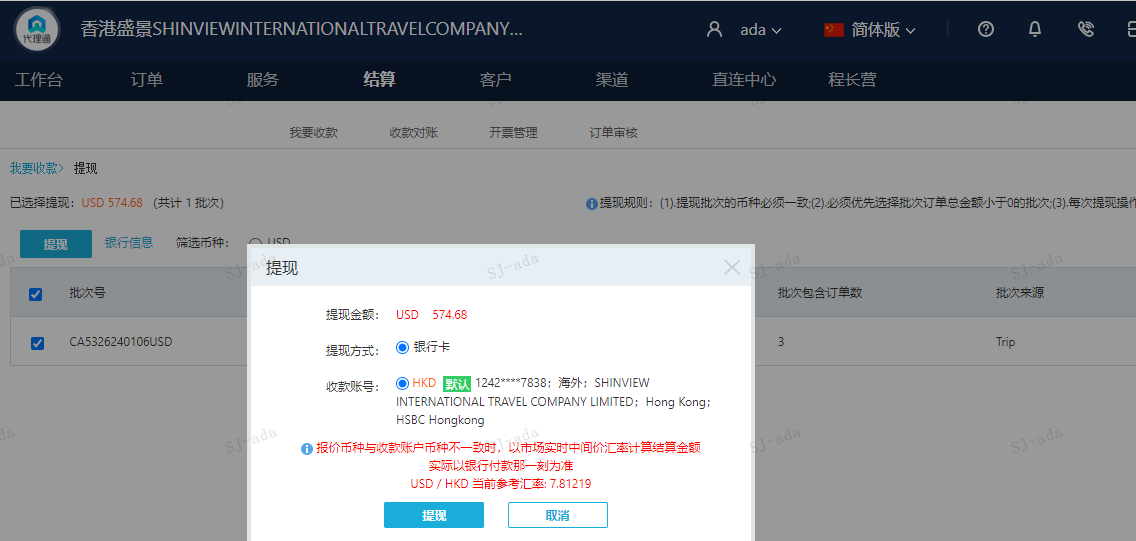 代理通
香港盛景SHINVIEWINTERNATIONALTRAVELCOMPANY...
ada
简体版
工作台 订单 服务 结算 客户 渠道 直连中心 程长营
我要收款 收款对账 开票管理 订单审核
我要收款> 提现
已选择提现: USD 574.68 (共计 1 批次)
提现规则: (1).提现批次的币种必须一致;(2).必须优先选择批次订单总金额小于0的批次;(3).每次提现操作
提现 银行信息 筛选币种: USD
提现
批次号 批次包含订单数 批次来源
CA5326240106USD 3 Trip
提现金额: USD 574.68
提现方式: 银行卡
收款账号: HKD 默认 1242****7838; 海外; SHINVIEW
INTERNATIONAL TRAVEL COMPANY LIMITED; Hong Kong;
HSBC Hongkong
报价币种与收款账户币种不一致时, 以市场实时中间价汇率计算结算金额
实际以银行付款那一刻为准
USD / HKD 当前参考汇率: 7.81219
提现 取消
SJ-ada
SJ-ada
SJ-ada
SJ-ada
SJ-ada
SJ-ada